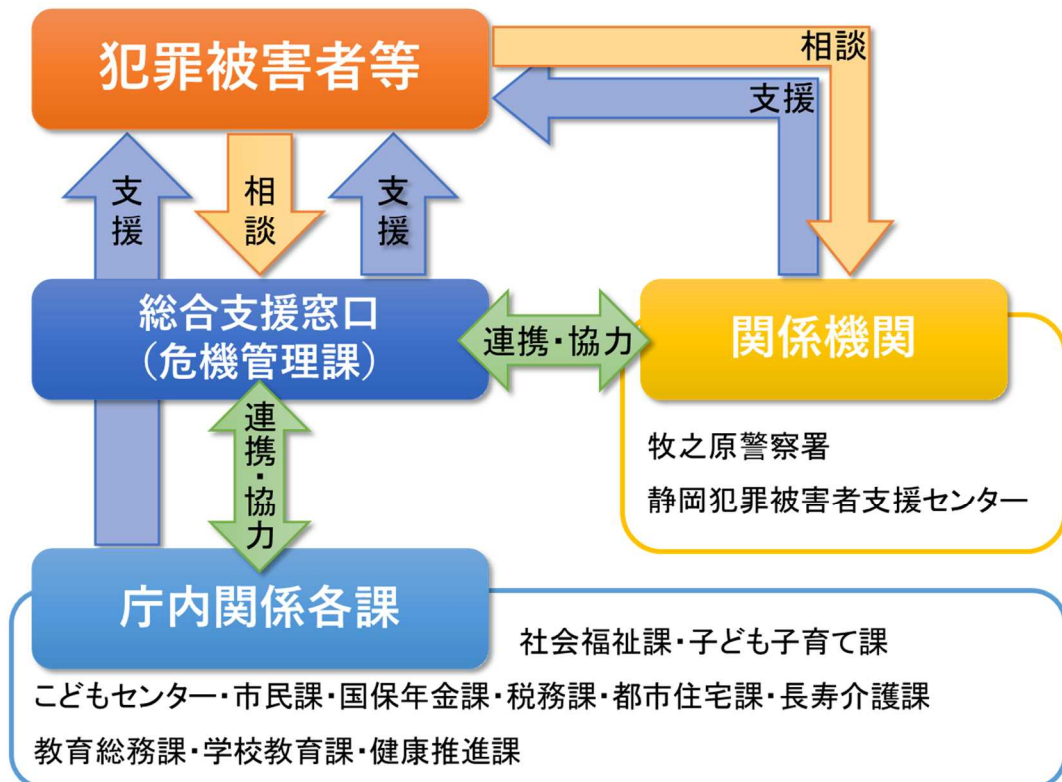 犯罪被害者等
相談
支援
支援
相談
支援
総合支援窓口
(危機管理課)
連携・協力
関係機関
牧之原警察署
静岡犯罪被害者支援センター
連携・協力
庁内関係各課
社会福祉課・子ども子育て課
こどもセンター・市民課・国保年金課・税務課・都市住宅課・長寿介護課
教育総務課・学校教育課・健康推進課